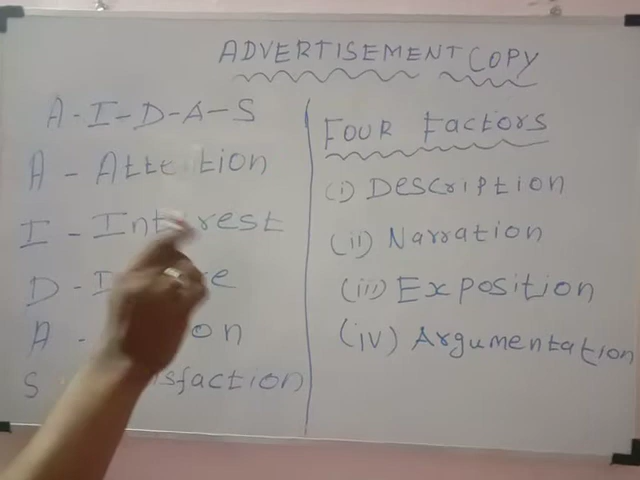 ADVERTISEMENT COPY
A-I-D-A-S
A - Attention
I - Interest
D -
A -
S
FOUR Factors
(i) Description
(ii) Narration
(iii) Exposition
(iv) Argumentation